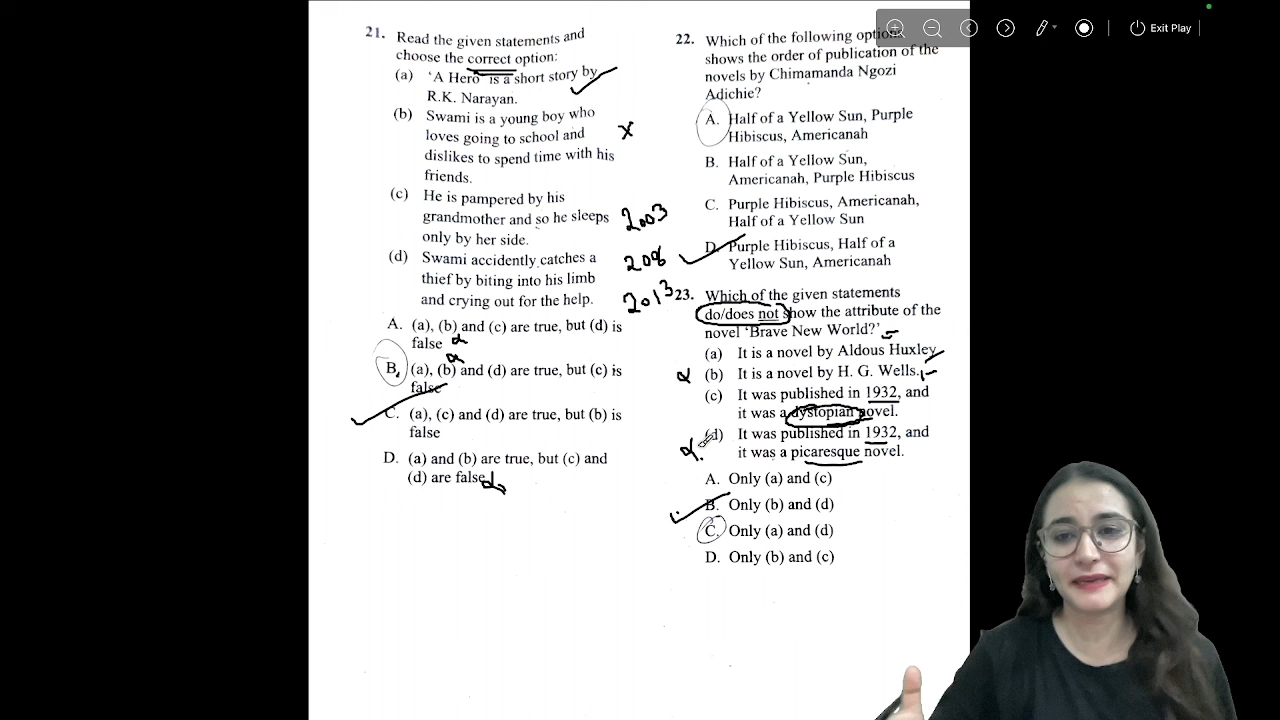 Exit Play
21. Read the given statements and
choose the correct option:
(a) 'A Hero' is a short story by
R.K. Narayan.
(b) Swami is a young boy who
loves going to school and
dislikes to spend time with his
friends.
(c) He is pampered by his
grandmother and so he sleeps
only by her side.
(d) Swami accidently catches a
thief by biting into his limb
and crying out for the help.
A. (a), (b) and (c) are true, but (d) is
false
B. (a), (b) and (d) are true, but (c) is
false
C. (a), (c) and (d) are true, but (b) is
false
D. (a) and (b) are true, but (c) and
(d) are false
2003
2013
22. Which of the following
shows the order of publication of the
novels by Chimamanda Ngozi
Adichie?
A. Half of a Yellow Sun, Purple
Hibiscus, Americanah
B. Half of a Yellow Sun,
Americanah, Purple Hibiscus
C. Purple Hibiscus, Americanah,
Half of a Yellow Sun
D. Purple Hibiscus, Half of a
Yellow Sun, Americanah
23. Which of the given statements
do/does not show the attribute of the
novel 'Brave New World?'
(a) It is a novel by Aldous Huxley
(b) It is a novel by H. G. Wells.
(c) It was published in 1932, and
it was a dystopian novel.
(d) It was published in 1932, and
it was a picaresque novel.
A. Only (a) and (c)
B. Only (b) and (d)
C. Only (a) and (d)
D. Only (b) and (c)